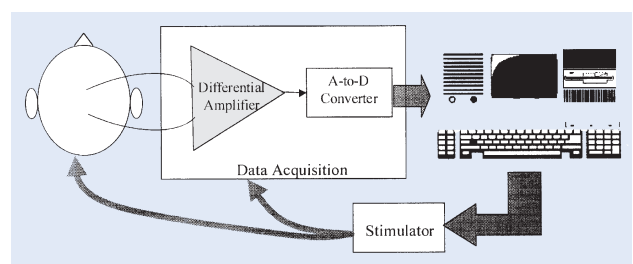 Differential
Amplifier
A-to-D
Converter
Data Acquisition
Stimulator